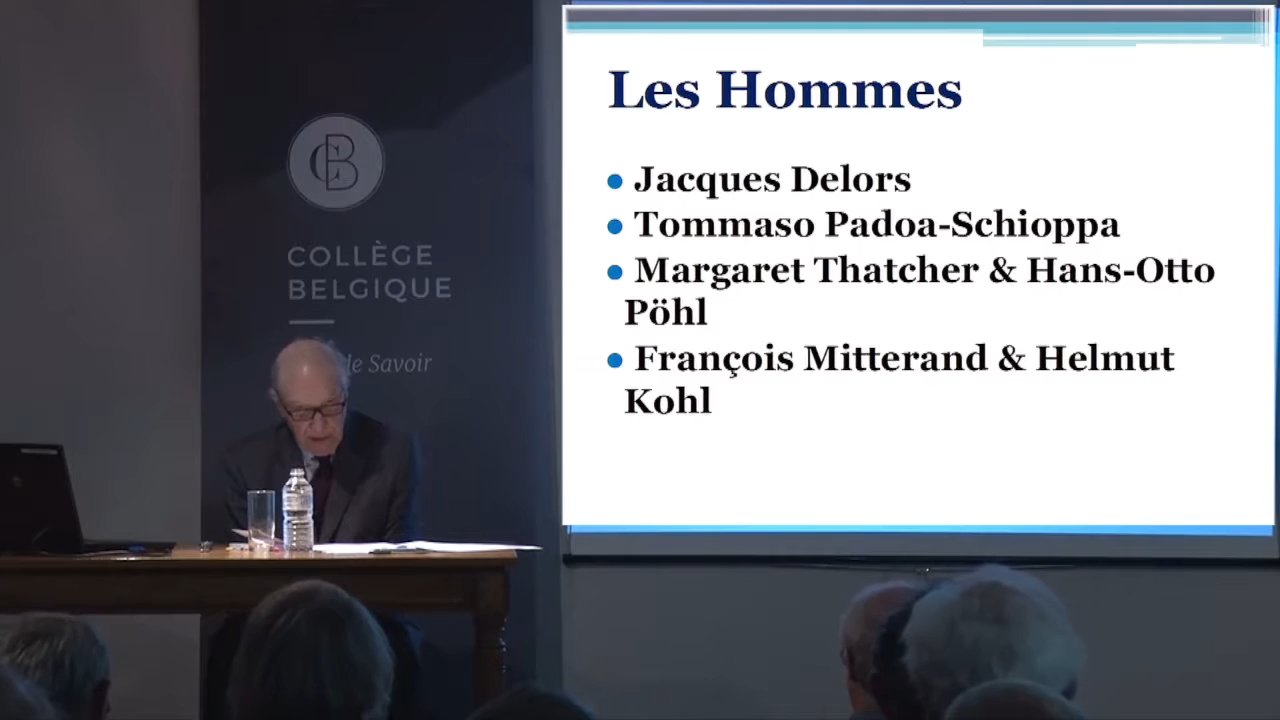 CB
COLLÈGE
BELGIQUE
de Savoir
Les Hommes
Jacques Delors
Tommaso Padoa-Schioppa
Margaret Thatcher & Hans-Otto
Pöhl
François Mitterand & Helmut
Kohl